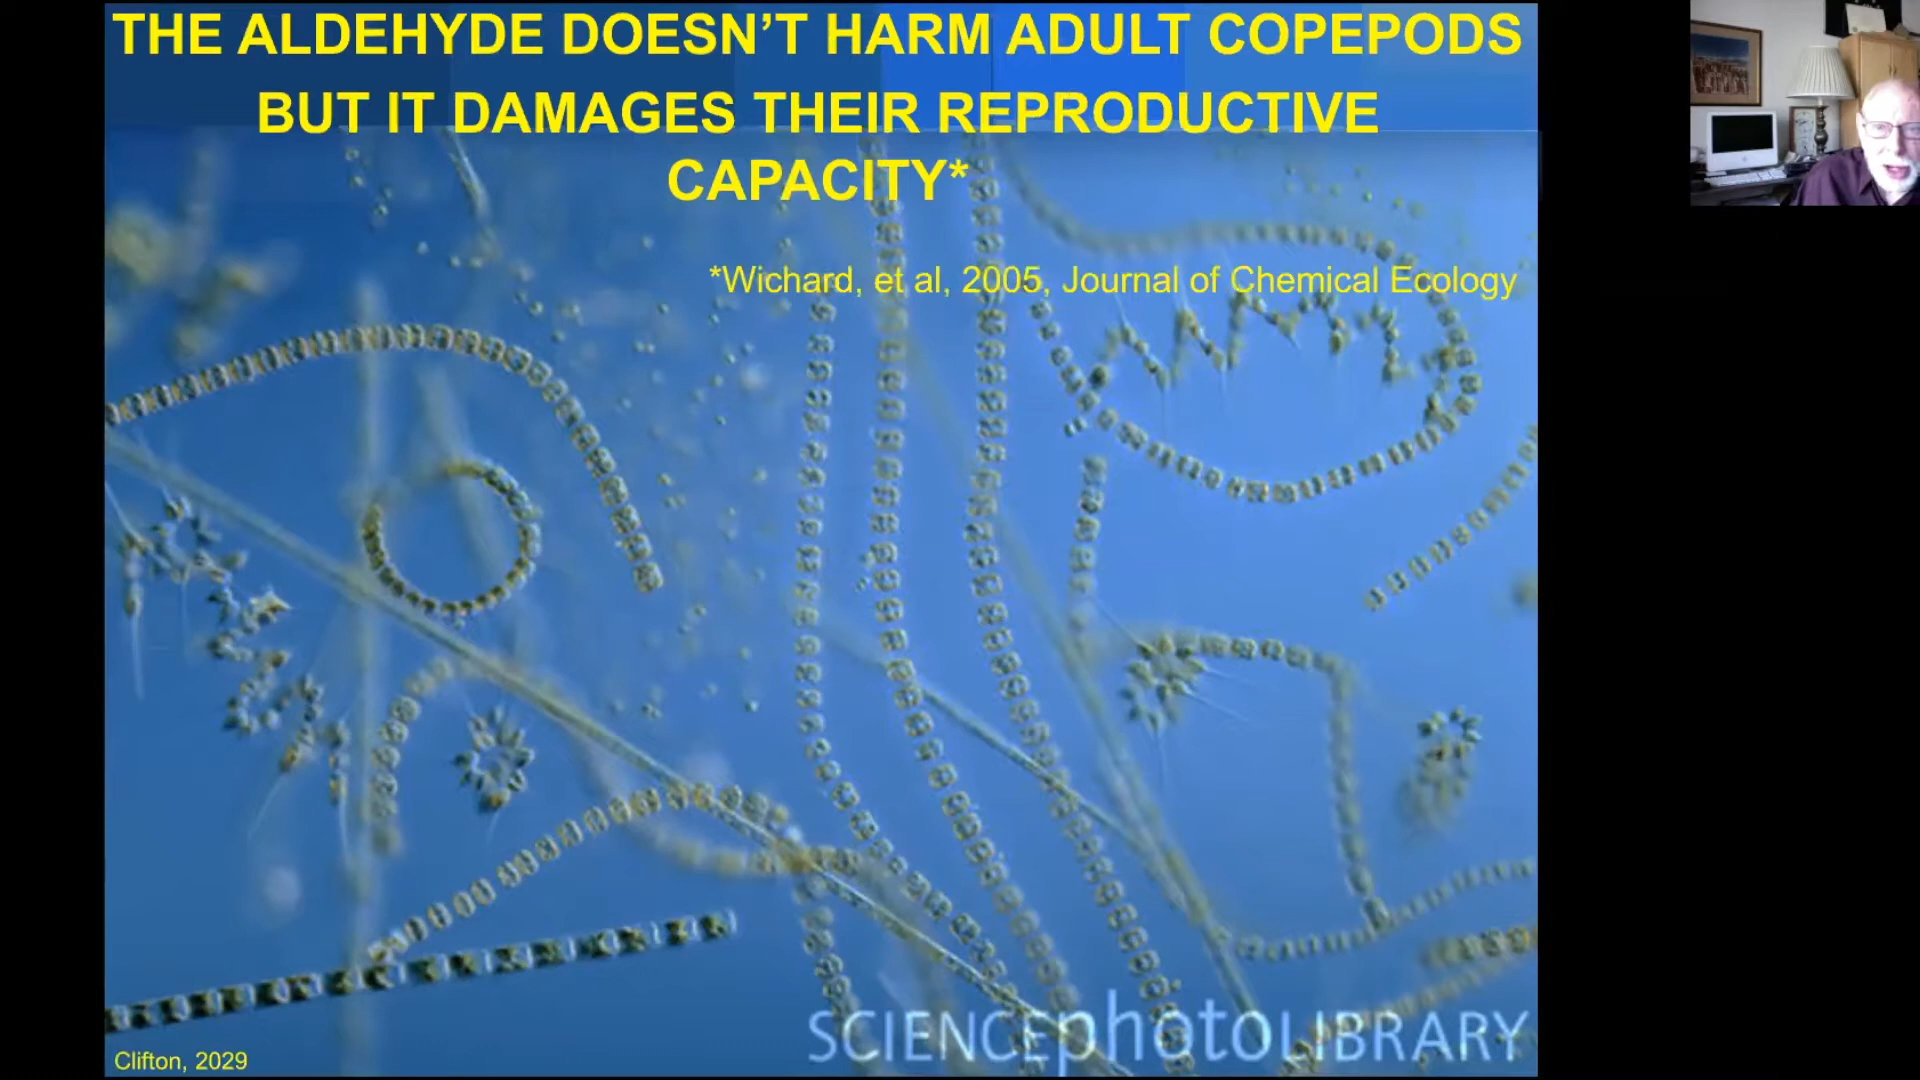 THE ALDEHYDE DOESN'T HARM ADULT COPEPODS
BUT IT DAMAGES THEIR REPRODUCTIVE
CAPACITY*
*Wichard, et al, 2005, Journal of Chemical Ecology
SCIENCEphotoLIBRARY
Clifton, 2029